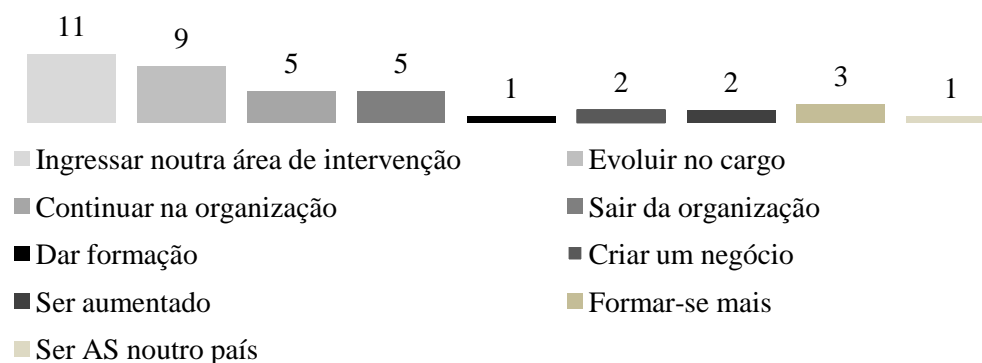 11 9 5 5 1 2 2 3 1
Ingressar noutra área de intervenção Evoluir no cargo
Continuar na organização Sair da organização
Dar formação Criar um negócio
Ser aumentado Formar-se mais
Ser AS noutro país